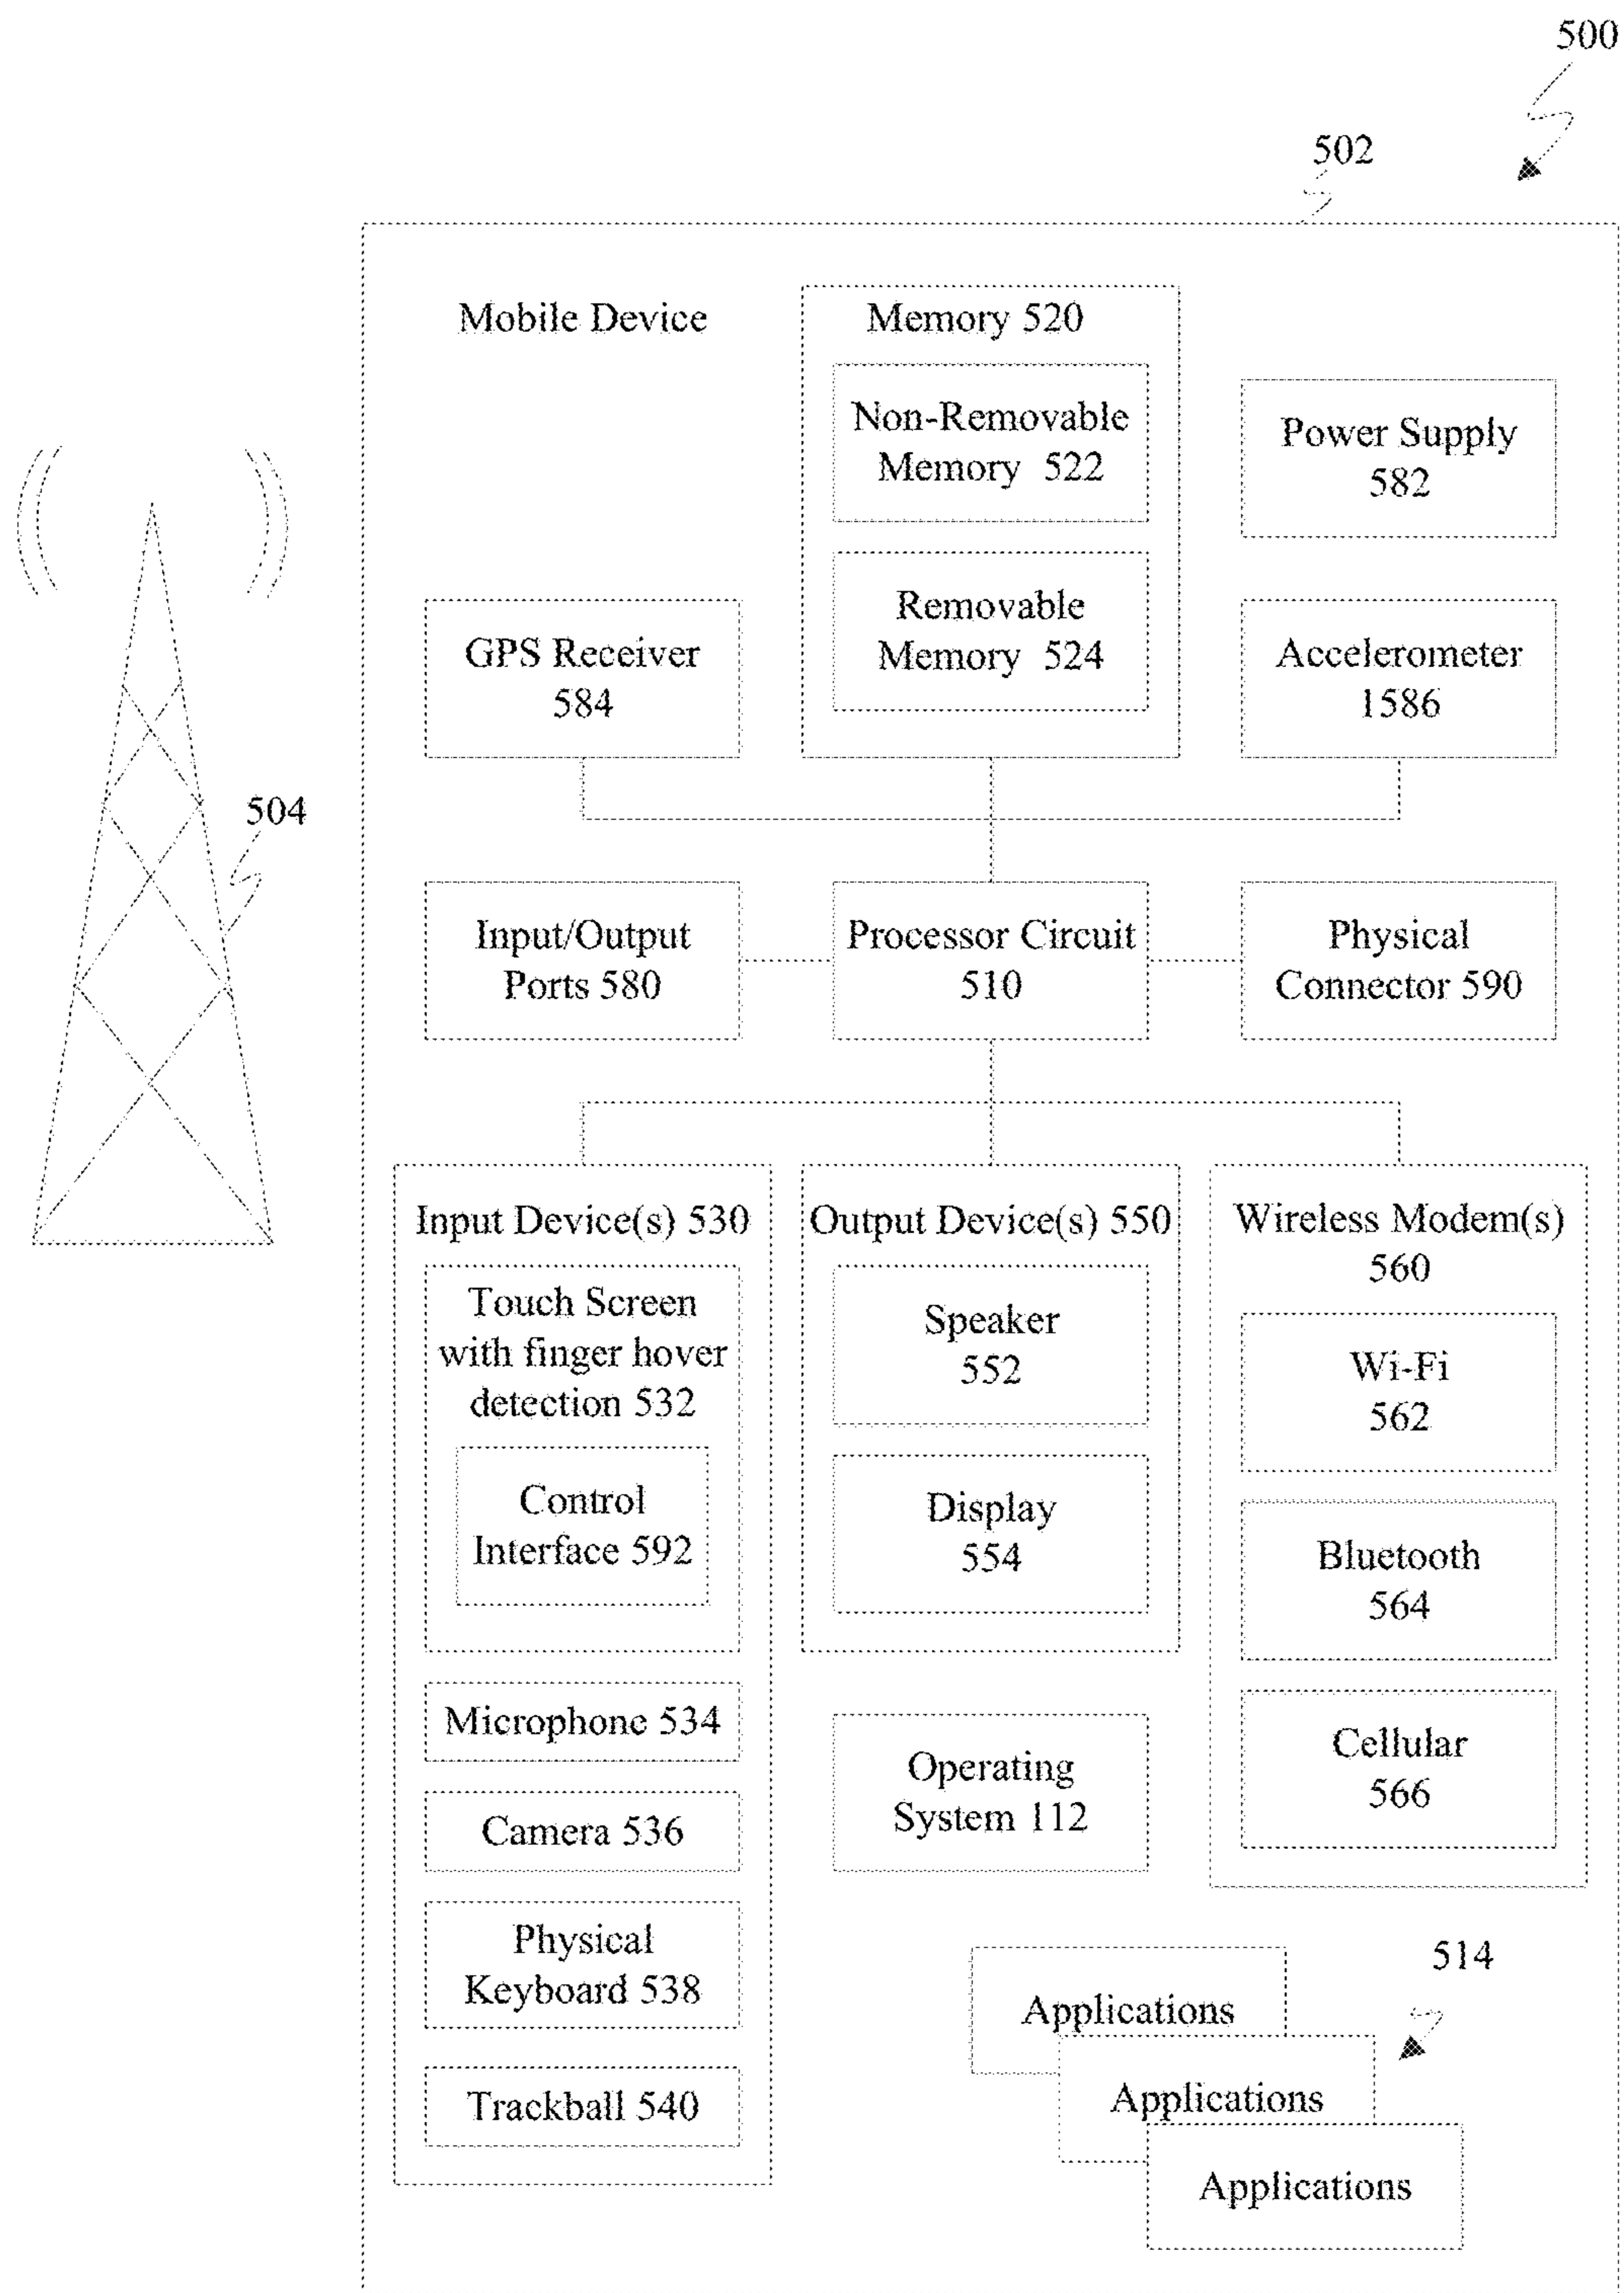 500
502
Mobile Device
Memory 520
Non-Removable
Memory 522
Power Supply
582
Removable
Memory 524
GPS Receiver
584
Accelerometer
1586
504
Input/Output
Ports 580
Processor Circuit
510
Physical
Connector 590
Input Device(s) 530
Touch Screen
with finger hover
detection 532
Control
Interface 592
Microphone 534
Camera 536
Physical
Keyboard 538
Trackball 540
Output Device(s) 550
Speaker
552
Display
554
Operating
System 112
Wireless Modem(s)
560
Wi-Fi
562
Bluetooth
564
Cellular
566
514
Applications
Applications
Applications